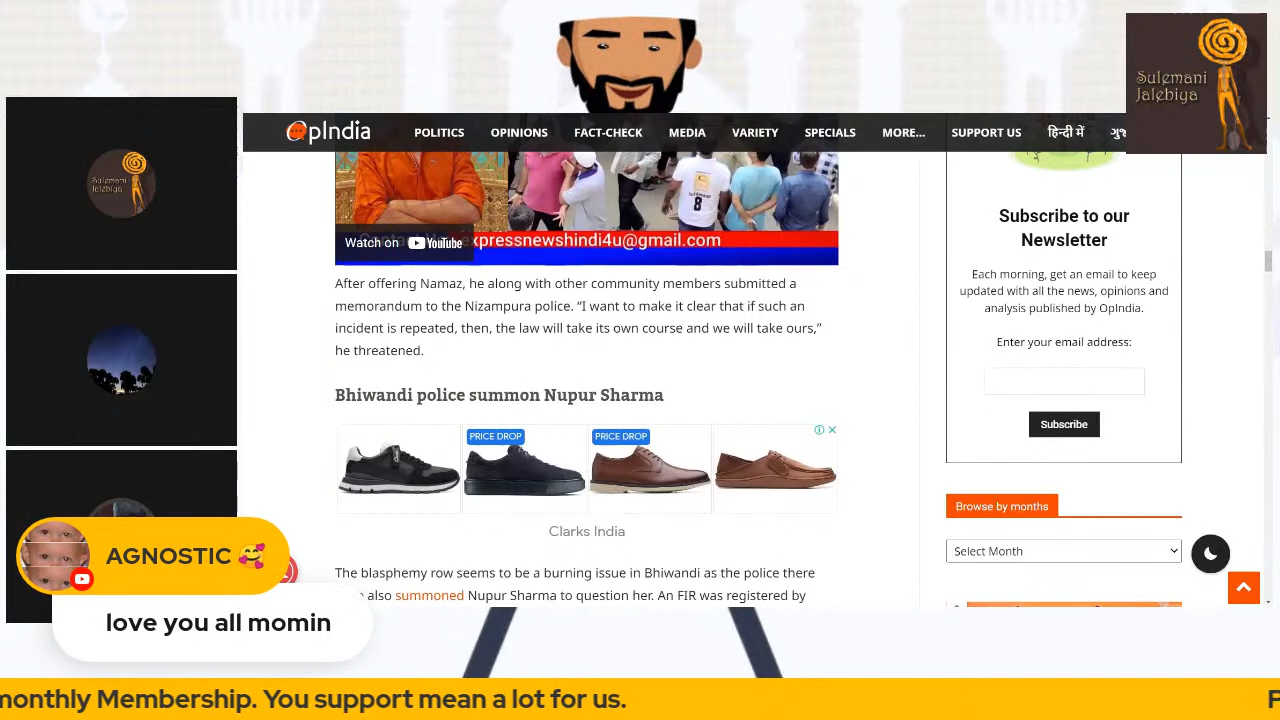 Sulemani
Jalebiya
Sulemani
Jalebiya
OpIndia
POLITICS OPINIONS FACT-CHECK MEDIA VARIETY SPECIALS MORE... SUPPORT US हिन्दी में
8
Watch on YouTube
expressnewshindi4u@gmail.com
After offering Namaz, he along with other community members submitted a
memorandum to the Nizampura police. “I want to make it clear that if such an
incident is repeated, then, the law will take its own course and we will take ours,”
he threatened.
Bhiwandi police summon Nupur Sharma
PRICE DROP PRICE DROP
Clarks India
The blasphemy row seems to be a burning issue in Bhiwandi as the police there
also summoned Nupur Sharma to question her. An FIR was registered by
Subscribe to our
Newsletter
Each morning, get an email to keep
updated with all the news, opinions and
analysis published by OpIndia.
Enter your email address:
Subscribe
Browse by months
Select Month
AGNOSTIC 🥰
love you all momin
monthly Membership. You support mean a lot for us.